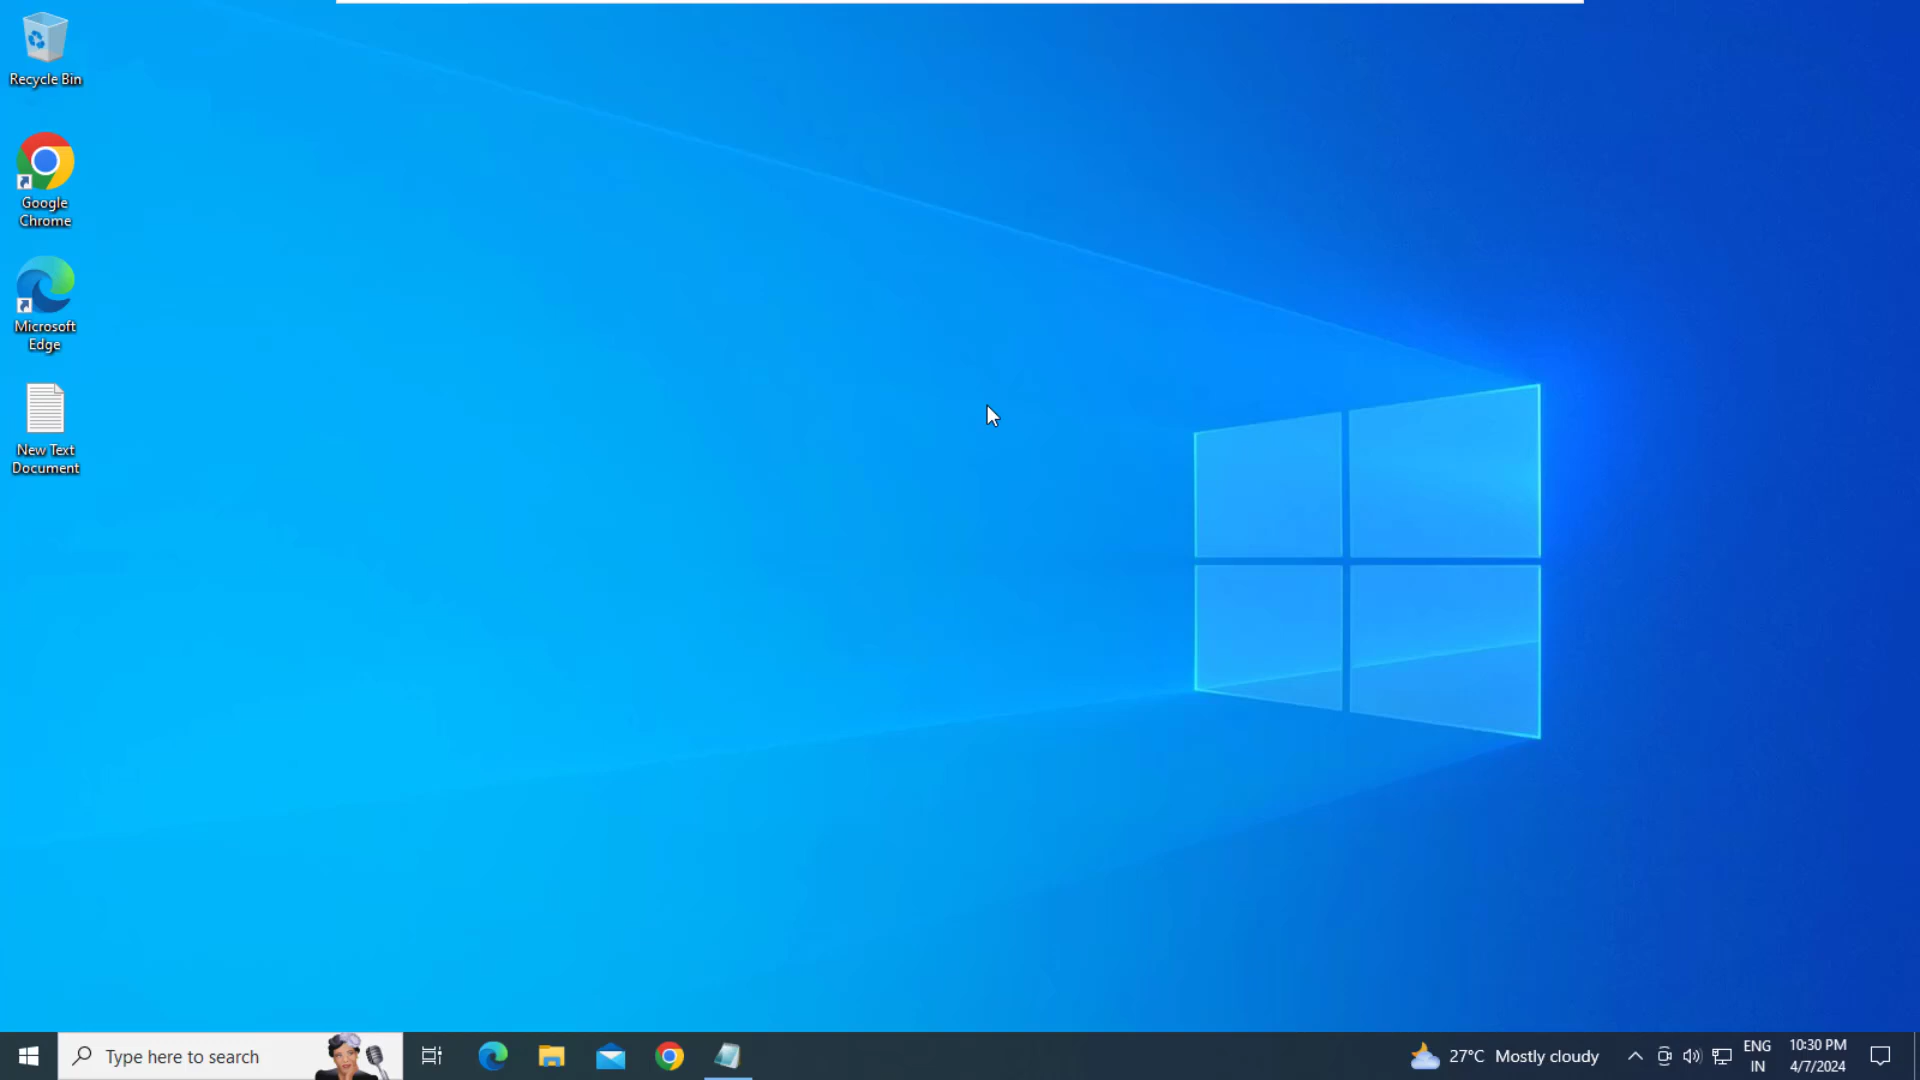 Recycle Bin
Google
Chrome
Microsoft
Edge
New Text
Document
Type here to search
27°C Mostly cloudy
ENG
IN
10:30 PM
4/7/2024